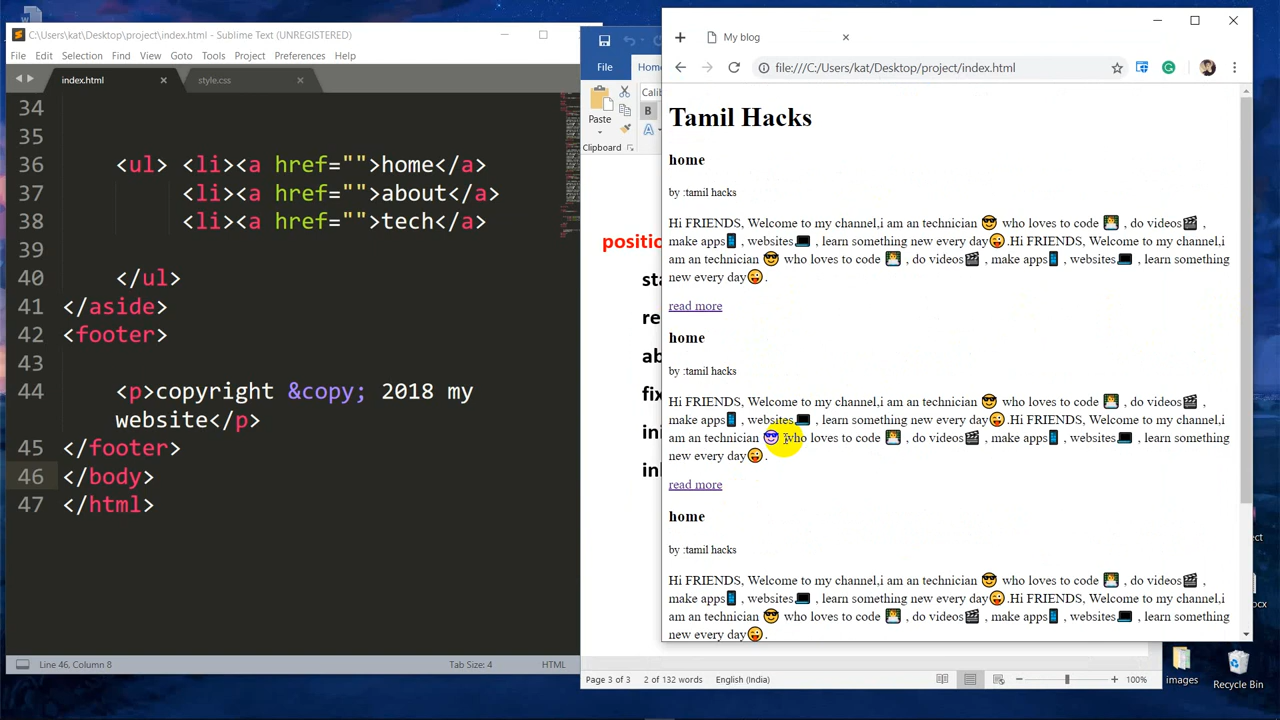 C:\Users\kat\Desktop\project\index.html - Sublime Text (UNREGISTERED)
File Edit Selection Find View Goto Tools Project Preferences Help
index.html
style.css
34
35
36 <ul> <li><a href="">home</a>
37 <li><a href="">about</a>
38 <li><a href="">tech</a>
39
40 </ul>
41 </aside>
42 <footer>
43
44 <p>copyright &copy; 2018 my
website</p>
45 </footer>
46 </body>
47 </html>
Line 46, Column 8
Tab Size: 4
HTML
File
Paste
Clipboard
B
Page 3 of 3
2 of 132 words
English (India)
100%
My blog
file:///C:/Users/kat/Desktop/project/index.html
Tamil Hacks
home
by :tamil hacks
Hi FRIENDS, Welcome to my channel,i am an technician 😎 who loves to code 👨‍💻 , do videos🎬 ,
make apps📱 , websites💻 , learn something new every day😜.Hi FRIENDS, Welcome to my channel,i
am an technician 😎 who loves to code 👨‍💻 , do videos🎬 , make apps📱 , websites💻 , learn something
new every day😜.
read more
home
by :tamil hacks
Hi FRIENDS, Welcome to my channel,i am an technician 😎 who loves to code 👨‍💻 , do videos🎬 ,
make apps📱 , websites💻 , learn something new every day😜.Hi FRIENDS, Welcome to my channel,i
am an technician 😎 who loves to code 👨‍💻 , do videos🎬 , make apps📱 , websites💻 , learn something
new every day😜.
read more
home
by :tamil hacks
Hi FRIENDS, Welcome to my channel,i am an technician 😎 who loves to code 👨‍💻 , do videos🎬 ,
make apps📱 , websites💻 , learn something new every day😜.Hi FRIENDS, Welcome to my channel,i
am an technician 😎 who loves to code 👨‍💻 , do videos🎬 , make apps📱 , websites💻 , learn something
new every day😜.
images
Recycle Bin